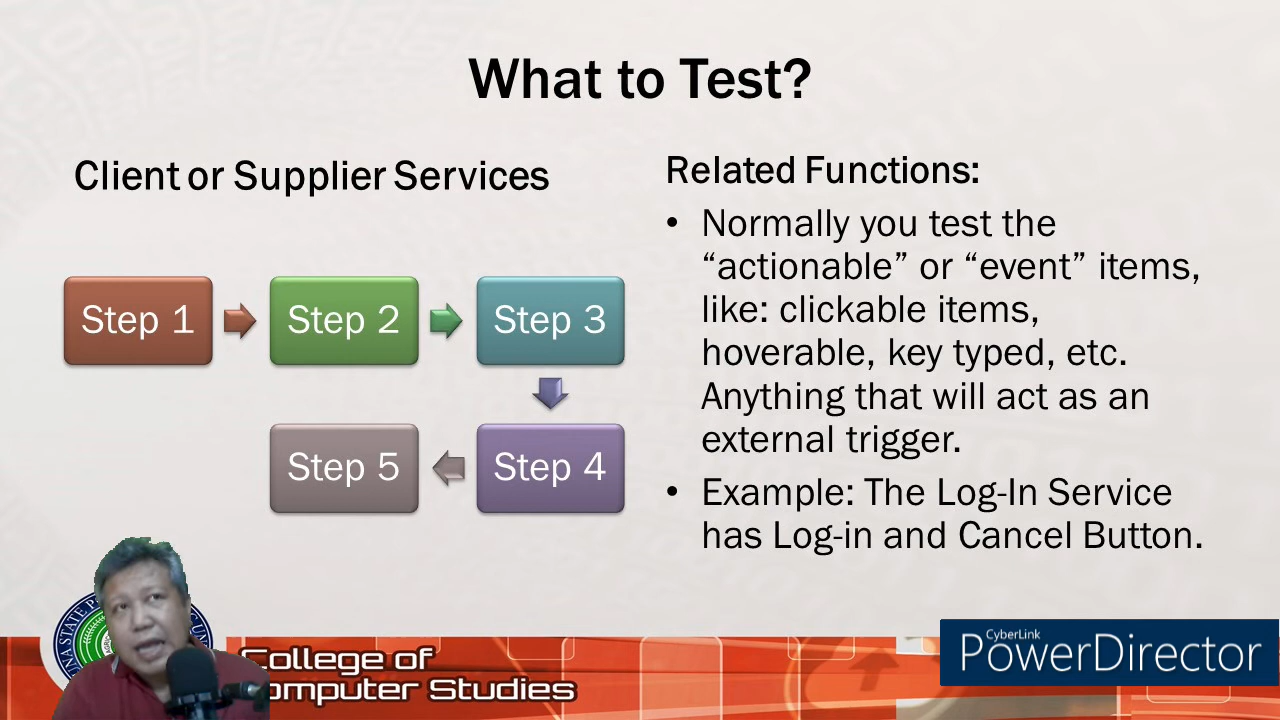 What to Test?
Client or Supplier Services
Step 1
Step 2
Step 3
Step 4
Step 5
Related Functions:
• Normally you test the
“actionable” or “event” items,
like: clickable items,
hoverable, key typed, etc.
Anything that will act as an
external trigger.
• Example: The Log-In Service
has Log-in and Cancel Button.
College of
omputer Studies
CyberLink
PowerDirector